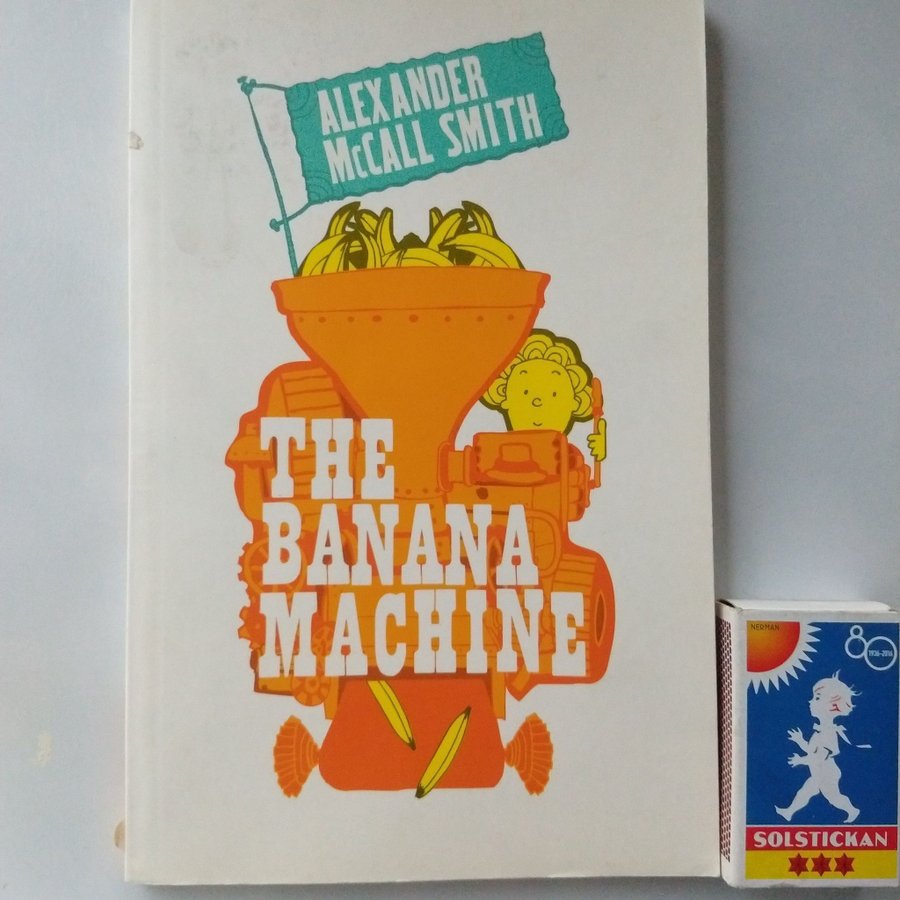 ALEXANDER
McCALL SMITH
THE
BANANA
MACHINE
NERMAN
80
1936-2016
SOLSTICKAN